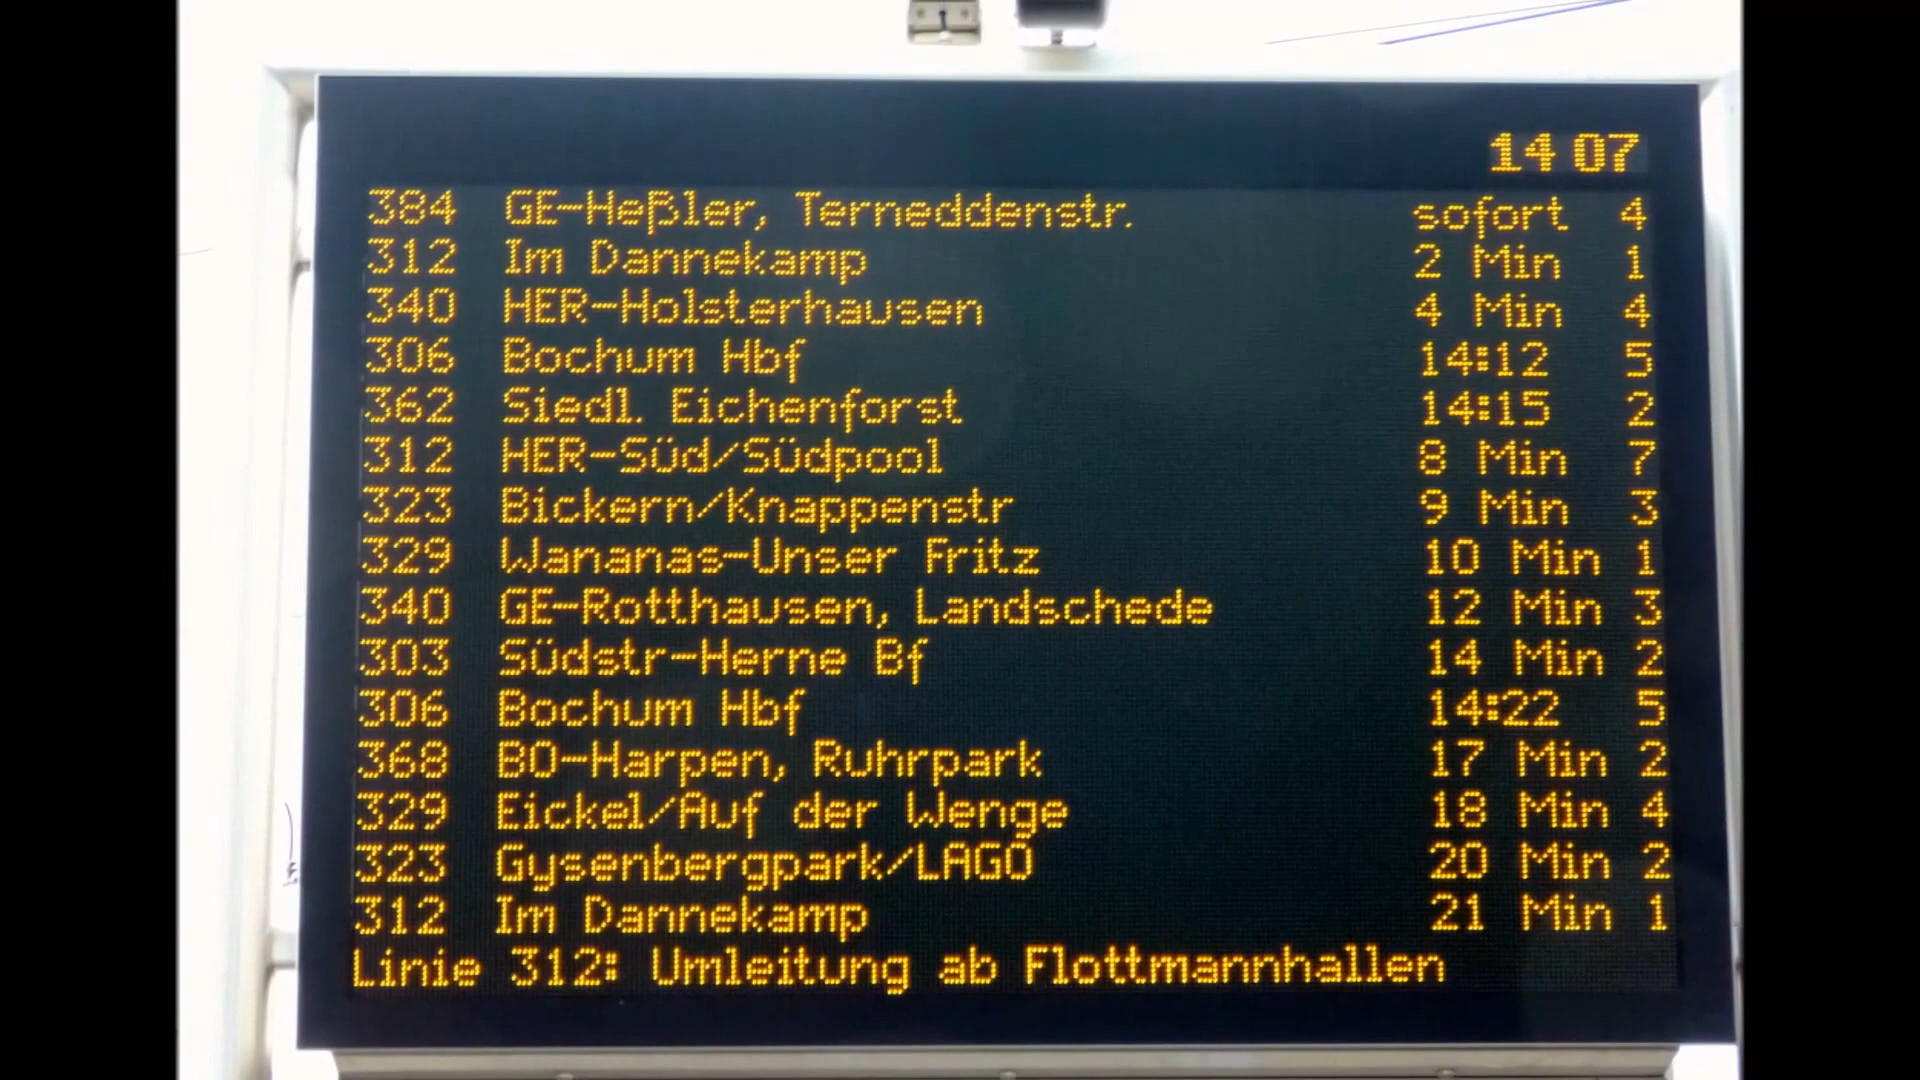 14 07
384 GE-Heßler, Terneddenstr. sofort 4
312 Im Dannekamp 2 Min 1
340 HER-Holsterhausen 4 Min 4
306 Bochum Hbf 14:12 5
362 Siedl. Eichenforst 14:15 2
312 HER-Süd/Südpool 8 Min 7
323 Bickern/Knappenstr 9 Min 3
329 Wananas-Unser Fritz 10 Min 1
340 GE-Rotthausen, Landschede 12 Min 3
303 Südstr-Herne Bf 14 Min 2
306 Bochum Hbf 14:22 5
368 BO-Harpen, Ruhrpark 17 Min 2
329 Eickel/Auf der Wenge 18 Min 4
323 Gysenbergpark/LAGO 20 Min 2
312 Im Dannekamp 21 Min 1
Linie 312: Umleitung ab Flottmannhallen